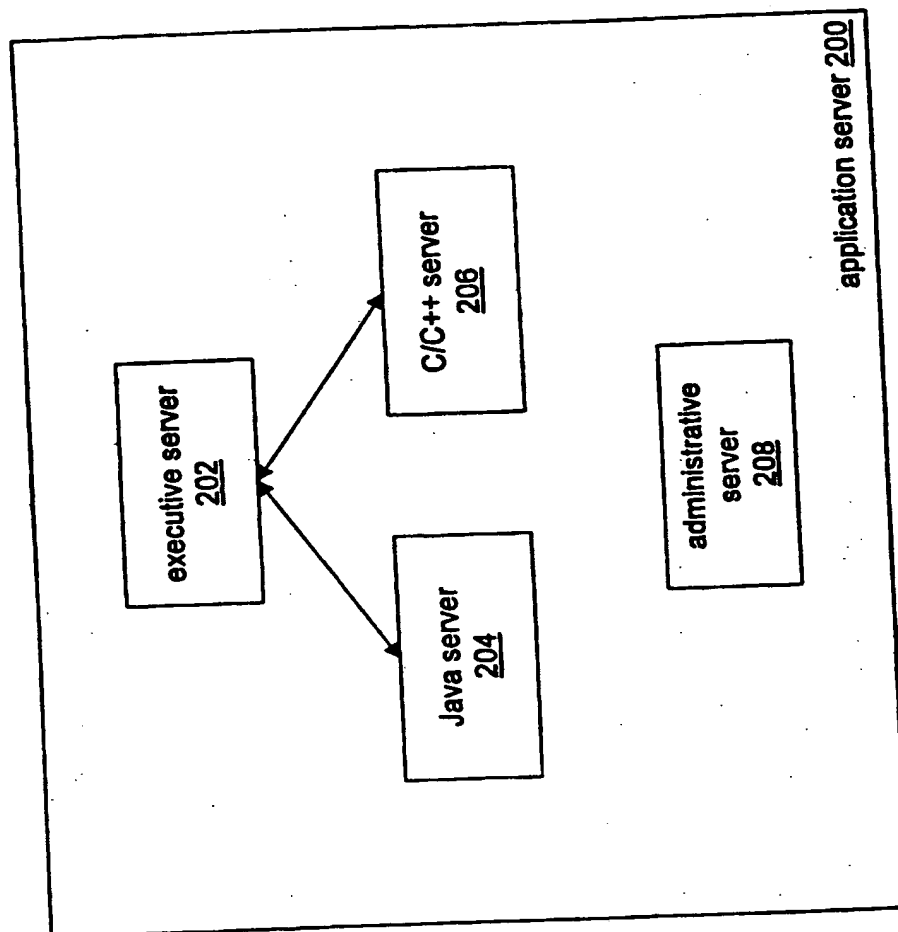 executive server
202
Java server
204
C/C++ server
206
administrative
server
208
application server 200